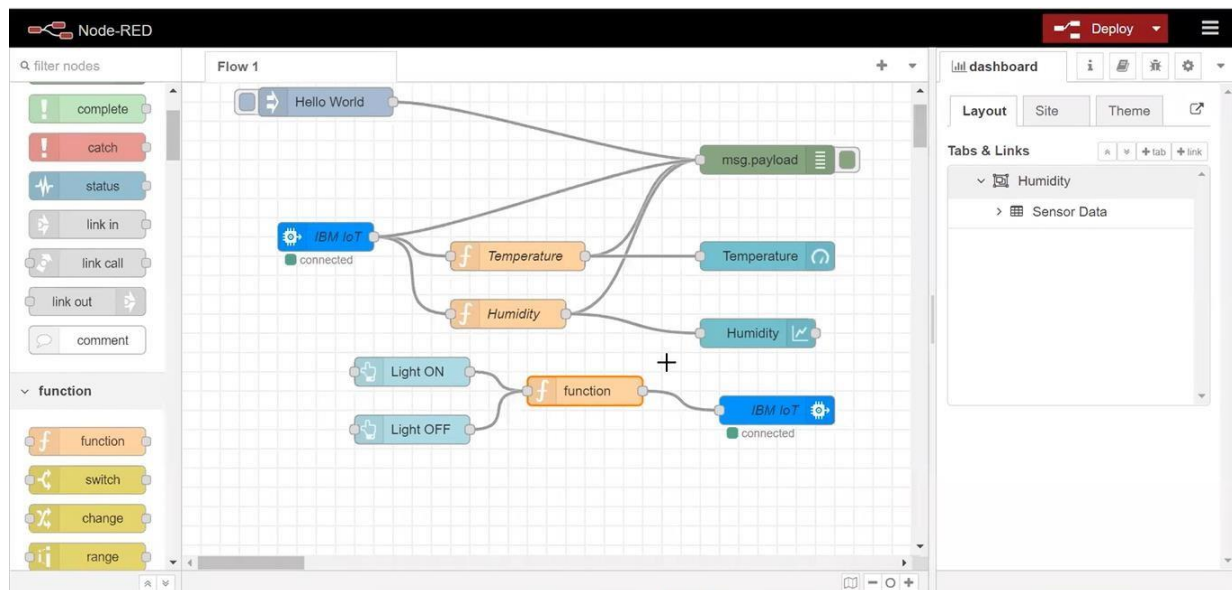 Node-RED
Deploy
filter nodes
complete
catch
status
link in
link call
link out
comment
function
function
switch
change
range
Flow 1
Hello World
msg.payload
IBM IoT
connected
Temperature
Temperature
Humidity
Humidity
Light ON
function
Light OFF
IBM IoT
connected
dashboard
i
Layout
Site
Theme
Tabs & Links
tab
link
Humidity
Sensor Data